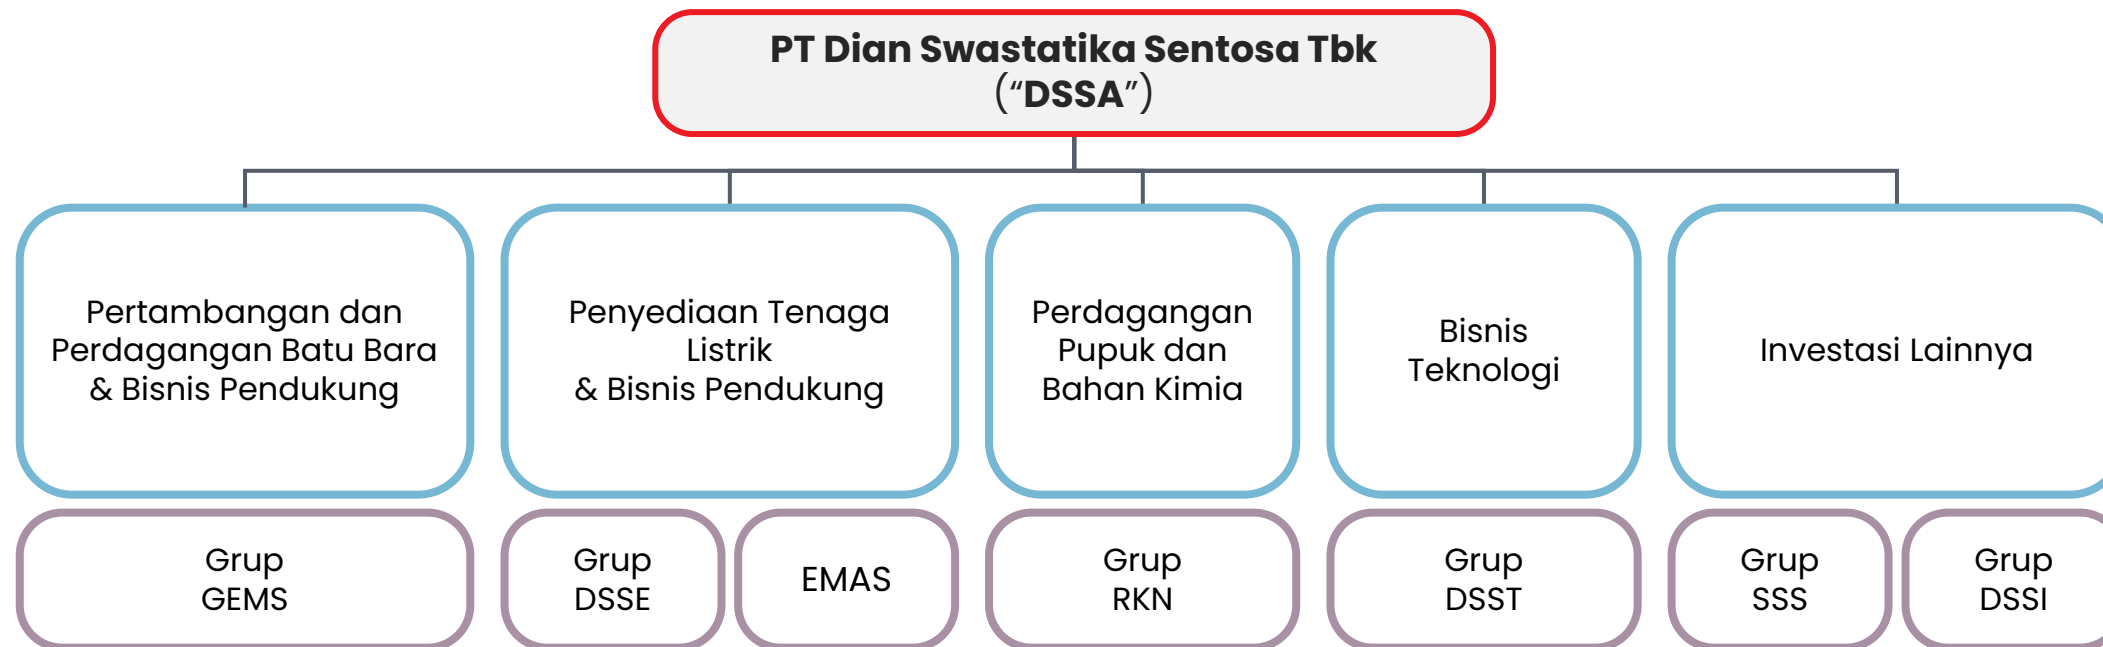 PT Dian Swastatika Sentosa Tbk
(“DSSA”)
Pertambangan dan
Perdagangan Batu Bara
& Bisnis Pendukung
Penyediaan Tenaga
Listrik
& Bisnis Pendukung
Perdagangan
Pupuk dan
Bahan Kimia
Bisnis
Teknologi
Investasi Lainnya
Grup
GEMS
Grup
DSSE
EMAS
Grup
RKN
Grup
DSST
Grup
SSS
Grup
DSSI